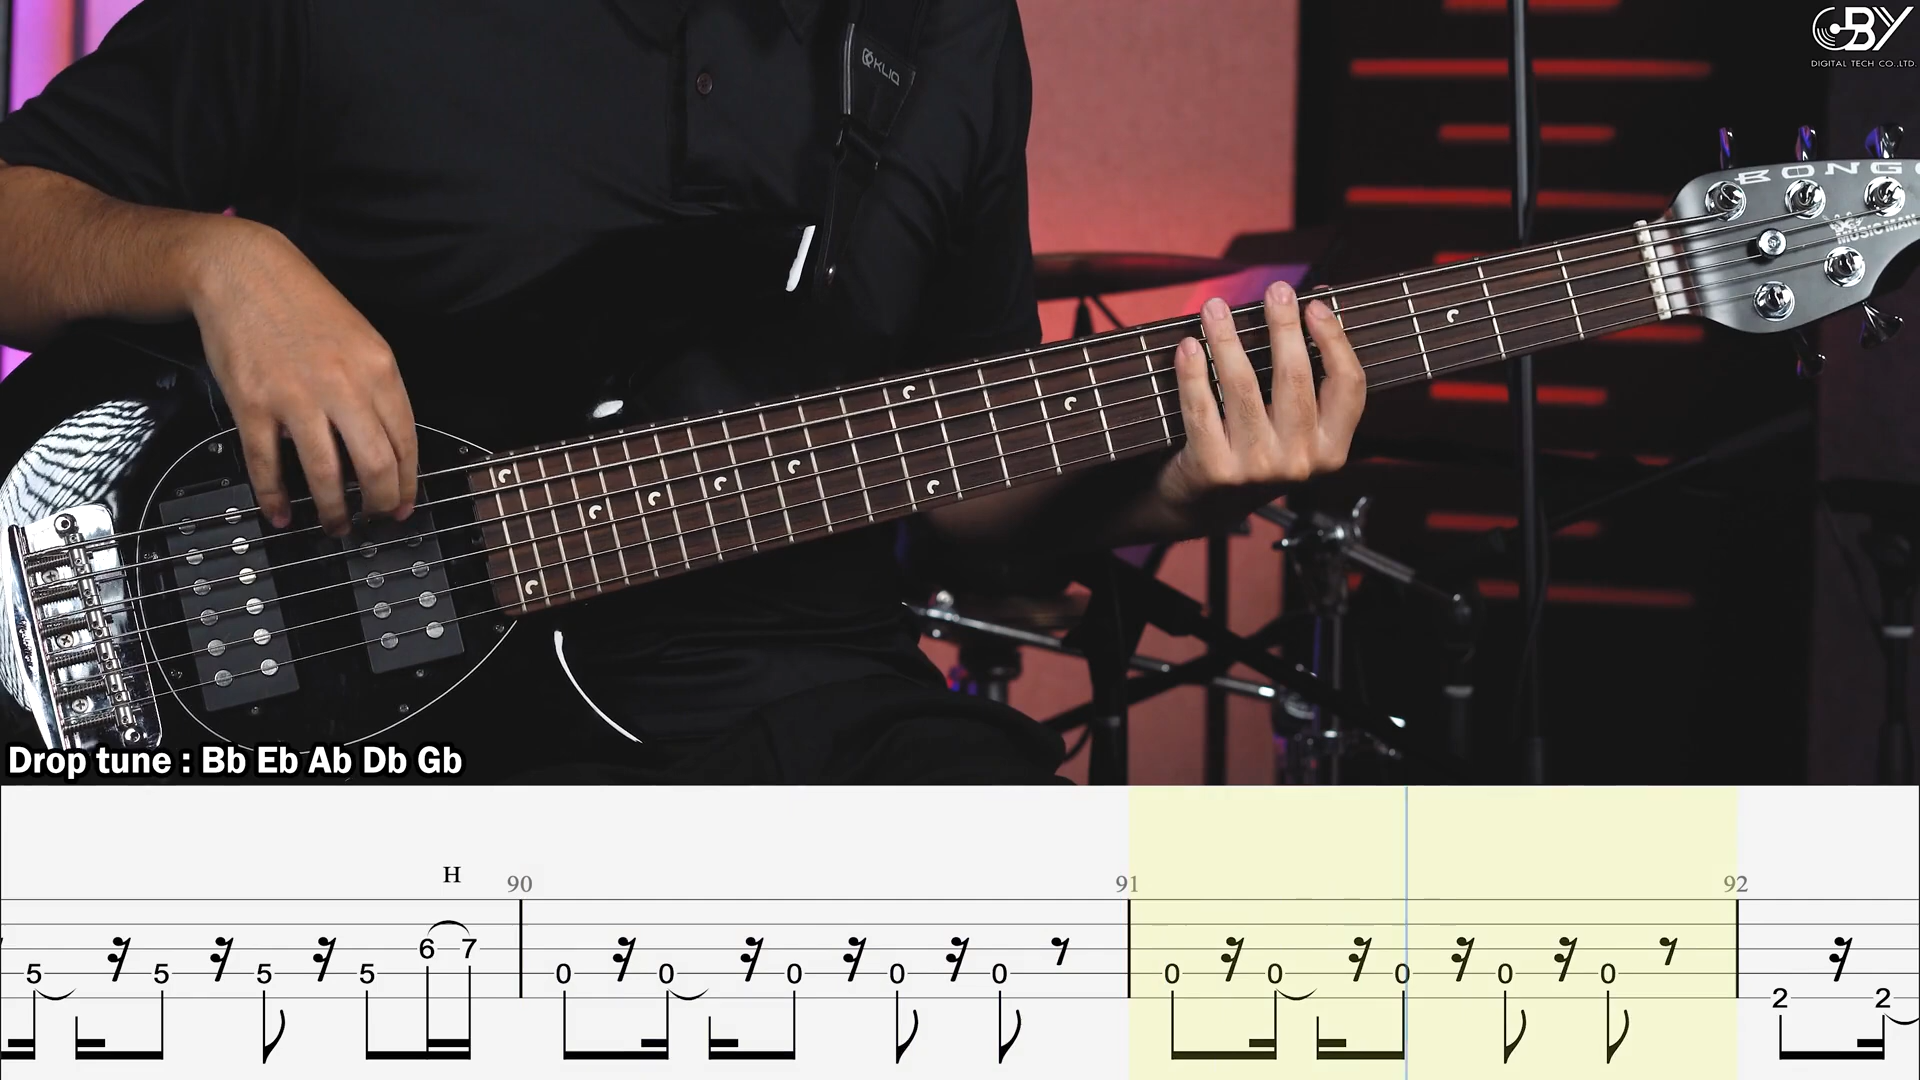 BY
DIGITAL TECH CO.,LTD.
KLIQ
BONGO
MUSIC MAN
Drop tune : Bb Eb Ab Db Gb
H
90
91
92
6 7
5 5 5 5 0 0 0 0 0 0 0 0 0 0
2 2